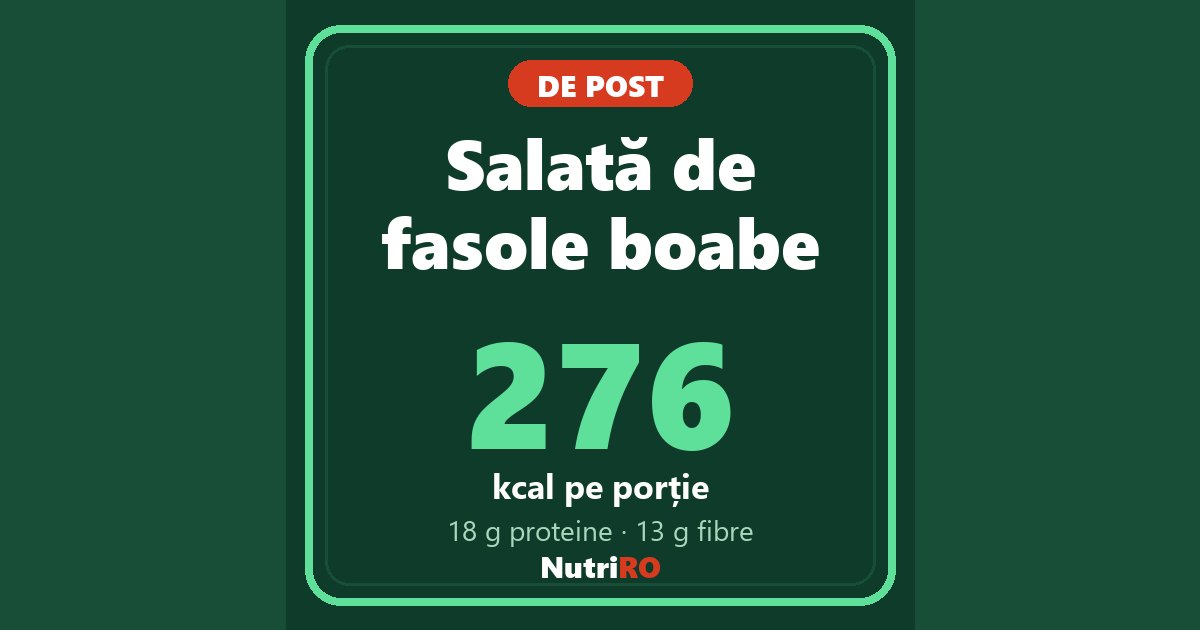 DE POST
Salată de
fasole boabe
276
kcal pe porție
18 g proteine · 13 g fibre
NutriRO